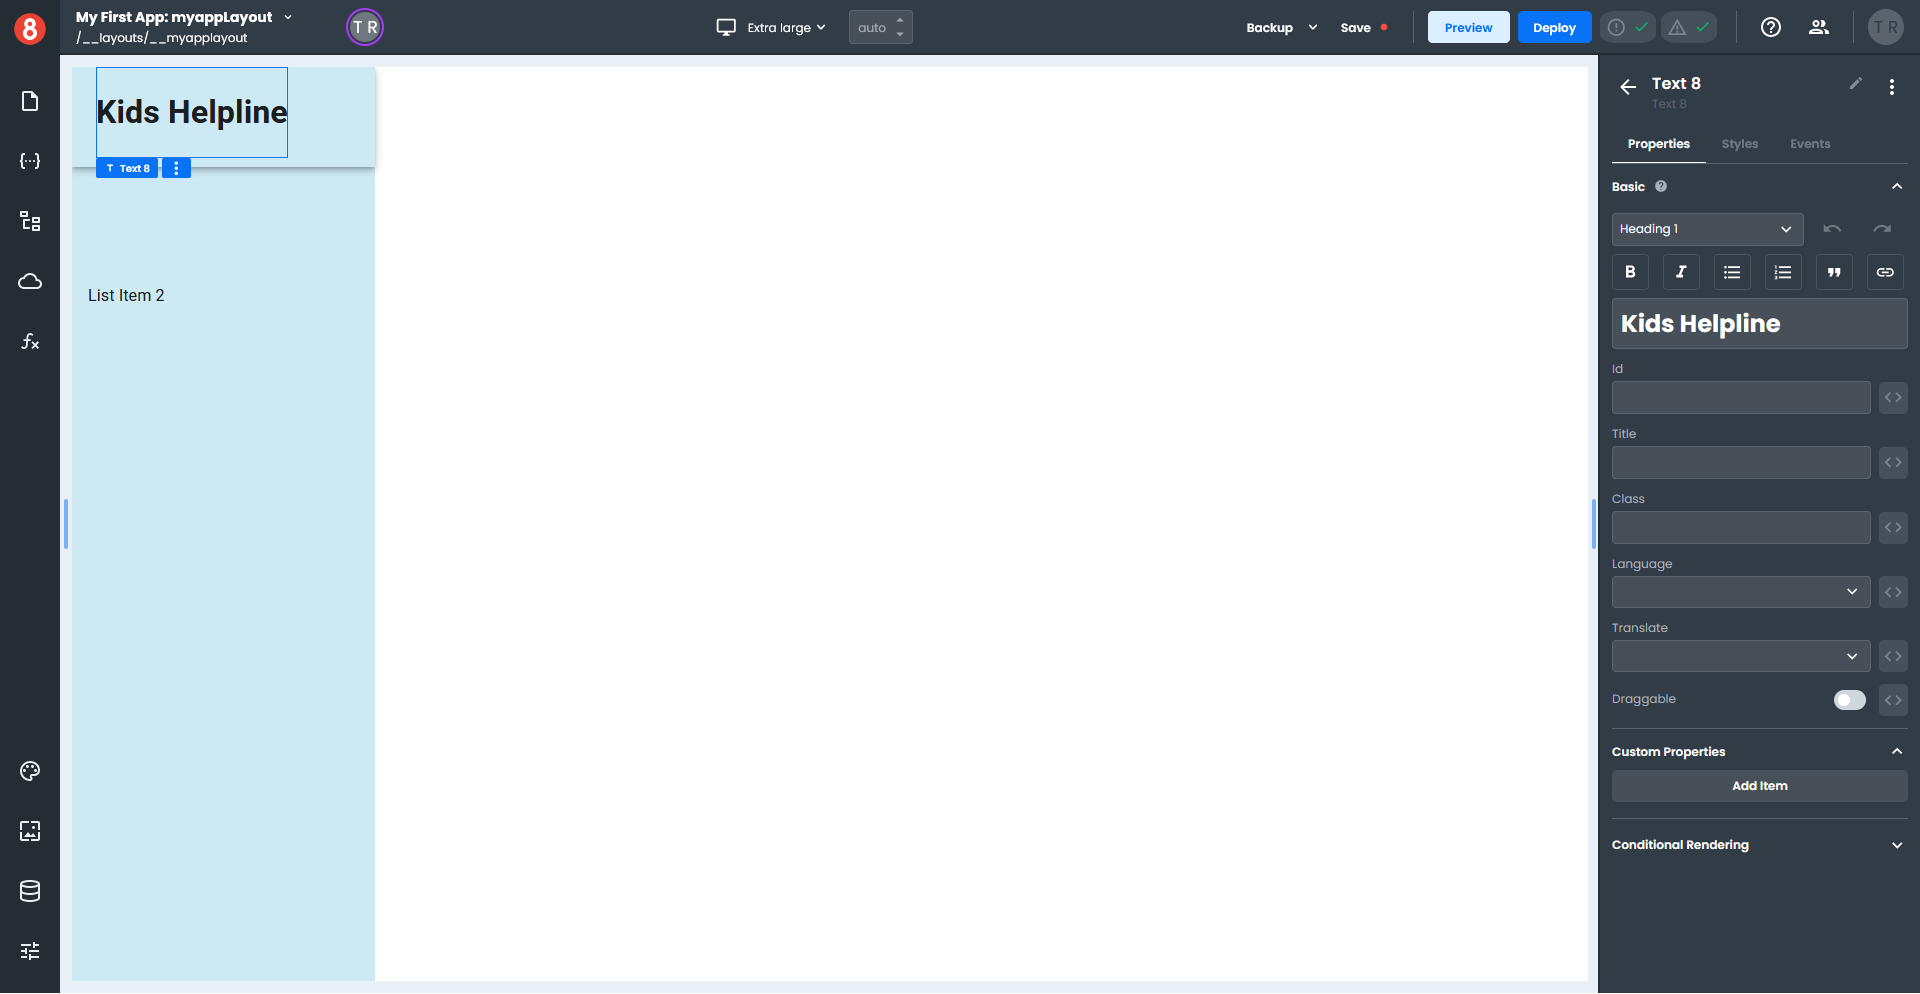 8
My First App: myappLayout
/__layouts/__myapplayout
T R
Extra large
auto
Backup
Save
Preview
Deploy
T R
Kids Helpline
T Text 8
List Item 2
Text 8
Text 8
Properties
Styles
Events
Basic
Heading 1
B
I
Kids Helpline
Id
Title
Class
Language
Translate
Draggable
Custom Properties
Add Item
Conditional Rendering